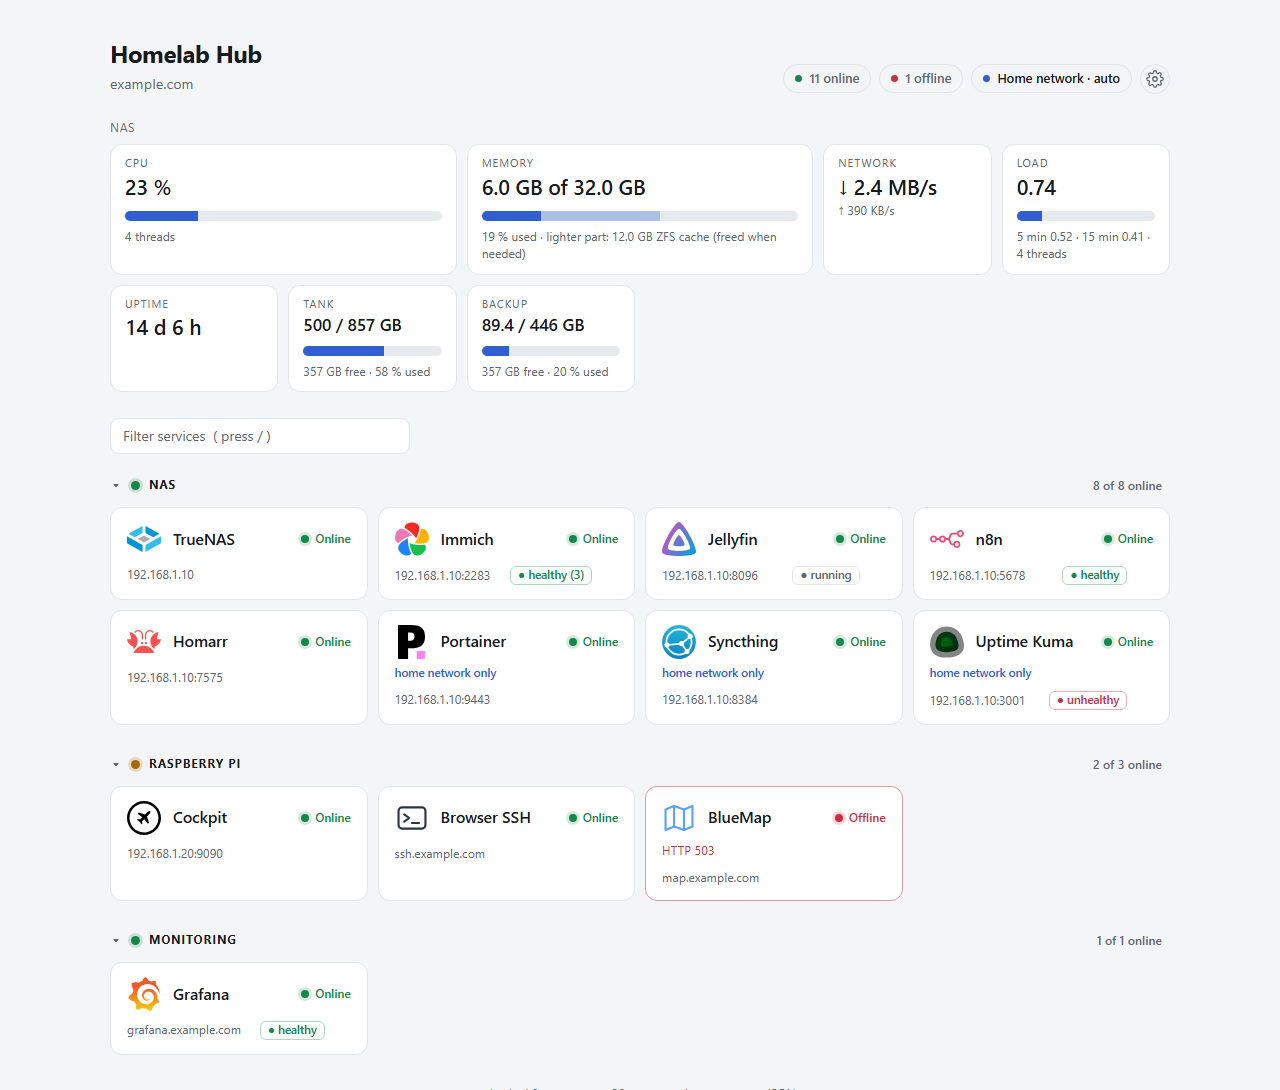 Homelab Hub
example.com
11 online
1 offline
Home network · auto
NAS
CPU
23 %
4 threads
MEMORY
6.0 GB of 32.0 GB
19 % used · lighter part: 12.0 GB ZFS cache (freed when
needed)
NETWORK
↓ 2.4 MB/s
↑ 390 KB/s
LOAD
0.74
5 min 0.52 · 15 min 0.41 ·
4 threads
UPTIME
14 d 6 h
TANK
500 / 857 GB
357 GB free · 58 % used
BACKUP
89.4 / 446 GB
357 GB free · 20 % used
Filter services ( press / )
NAS
8 of 8 online
TrueNAS
Online
192.168.1.10
Immich
Online
192.168.1.10:2283
healthy (3)
Jellyfin
Online
192.168.1.10:8096
running
n8n
Online
192.168.1.10:5678
healthy
Homarr
Online
192.168.1.10:7575
Portainer
Online
home network only
192.168.1.10:9443
Syncthing
Online
home network only
192.168.1.10:8384
Uptime Kuma
Online
home network only
192.168.1.10:3001
unhealthy
RASPBERRY PI
2 of 3 online
Cockpit
Online
192.168.1.20:9090
Browser SSH
Online
ssh.example.com
BlueMap
Offline
HTTP 503
map.example.com
MONITORING
1 of 1 online
Grafana
Online
grafana.example.com
healthy